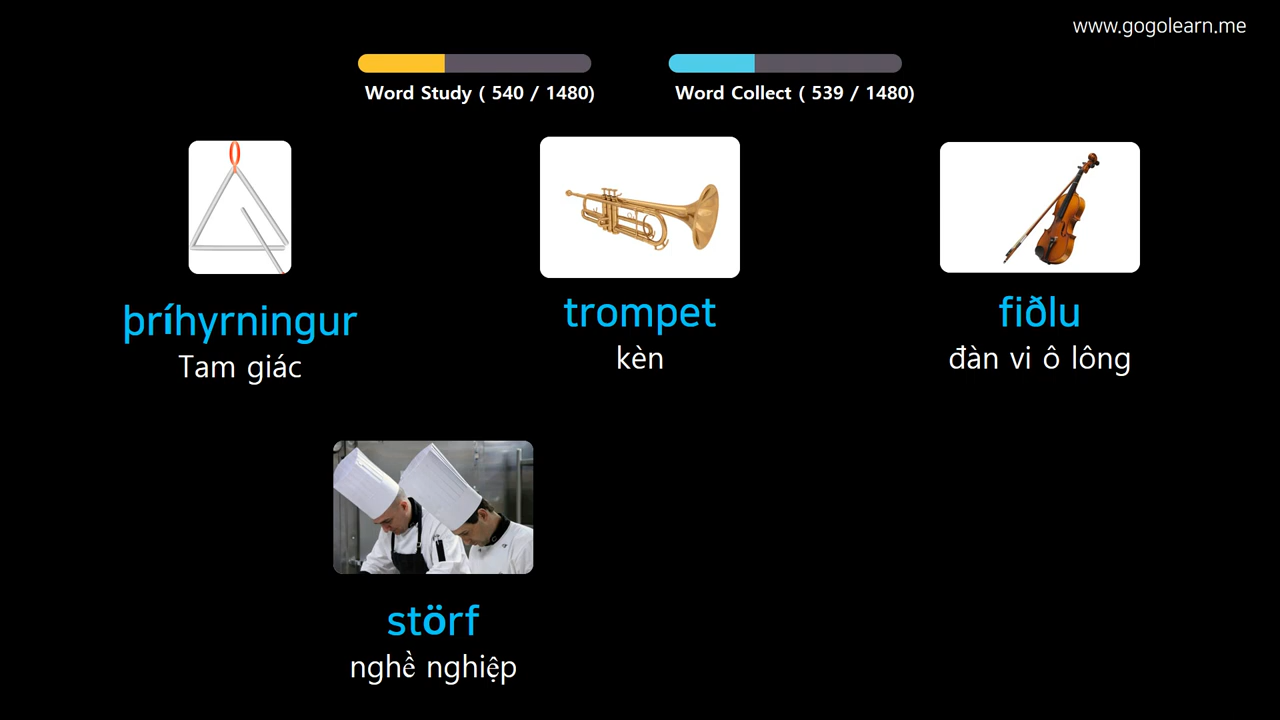 www.gogolearn.me
Word Study ( 540 / 1480)
Word Collect ( 539 / 1480)
þríhyrningur
Tam giác
trompet
kèn
fiðlu
đàn vi ô lông
störf
nghề nghiệp